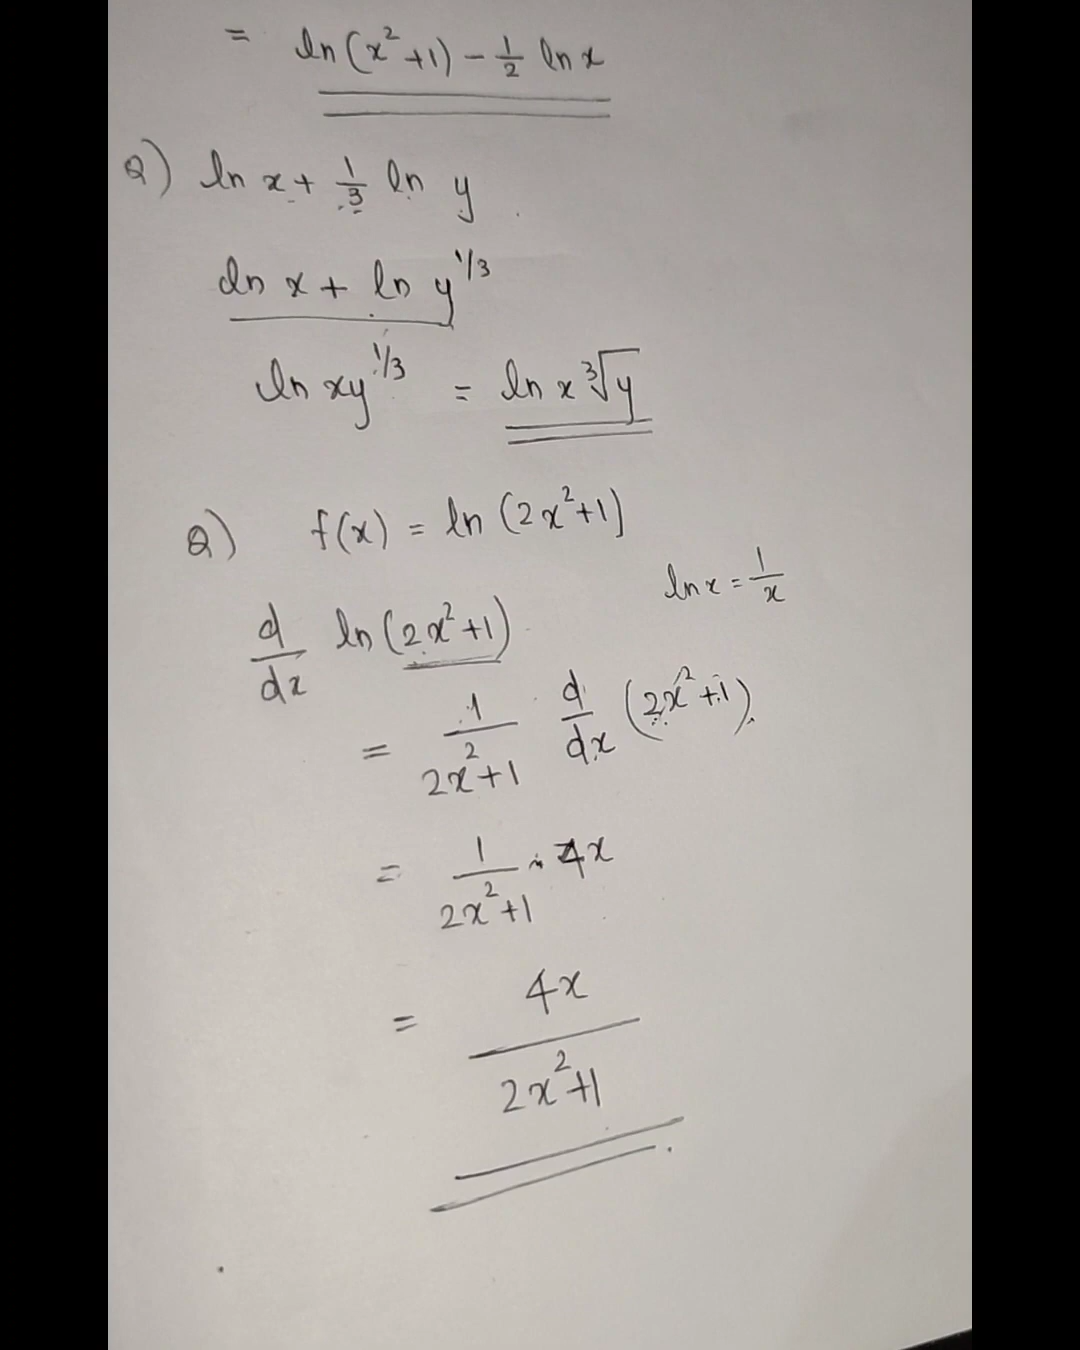 = ln(x²+1) - 1/2 ln x
Q) ln x + 1/3 ln y
ln x + ln y^1/3
ln xy^1/3 = ln x ∛y
Q) f(x) = ln (2x²+1)
ln x = 1/x
d/dx ln (2x²+1)
= 1/2x²+1 d/dx (2x²+1).
= 1/2x²+1 · 4x
= 4x/2x²+1